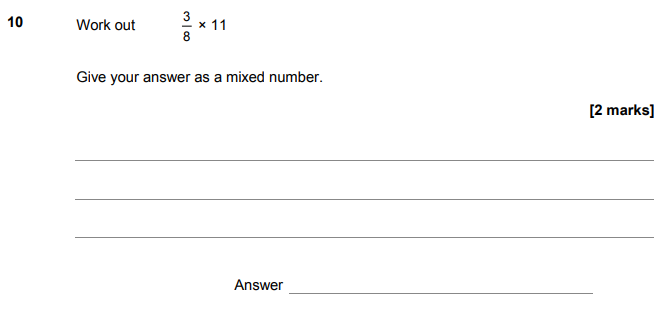 10 Work out 3/8 × 11
Give your answer as a mixed number.
[2 marks]
Answer